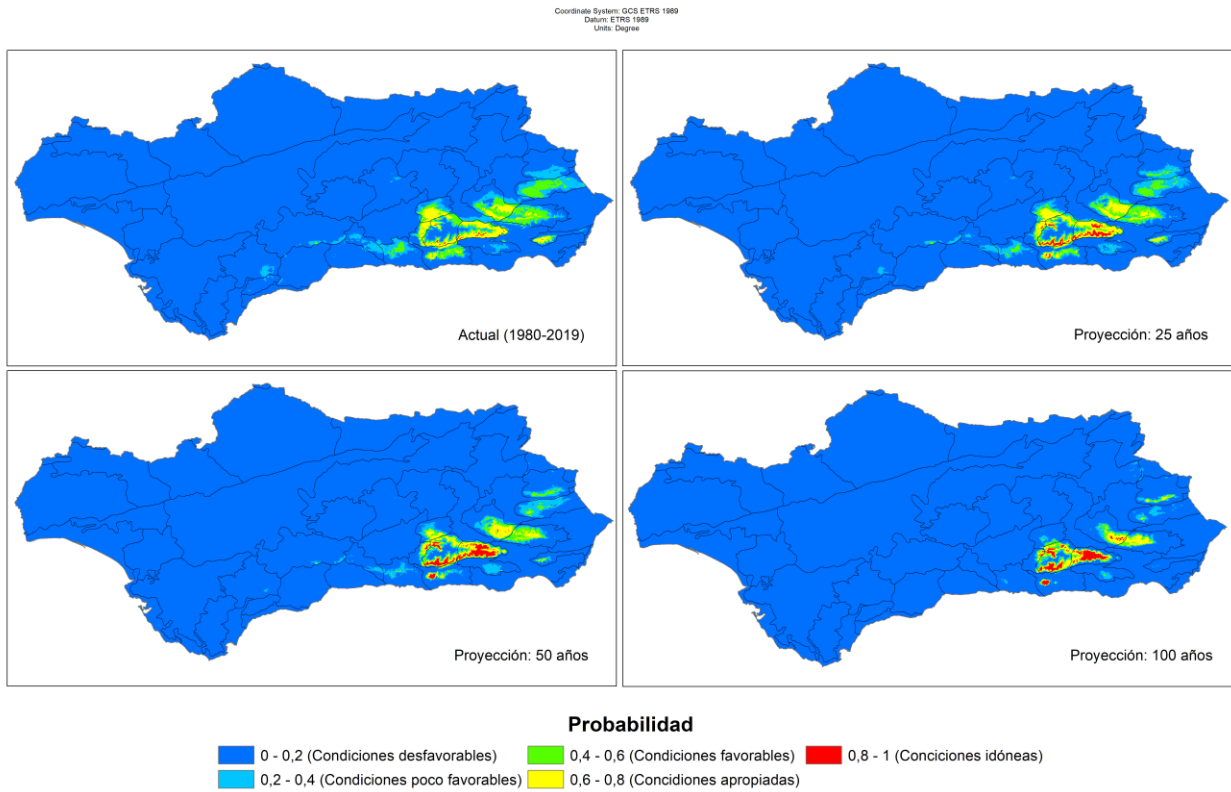 Coordinate System: GCS ETRS 1989
Datum: ETRS 1989
Units: Degree
Actual (1980-2019)
Proyección: 25 años
Proyección: 50 años
Proyección: 100 años
Probabilidad
0 - 0,2 (Condiciones desfavorables)
0,4 - 0,6 (Condiciones favorables)
0,8 - 1 (Conciciones idóneas)
0,2 - 0,4 (Condiciones poco favorables)
0,6 - 0,8 (Concidiones apropiadas)